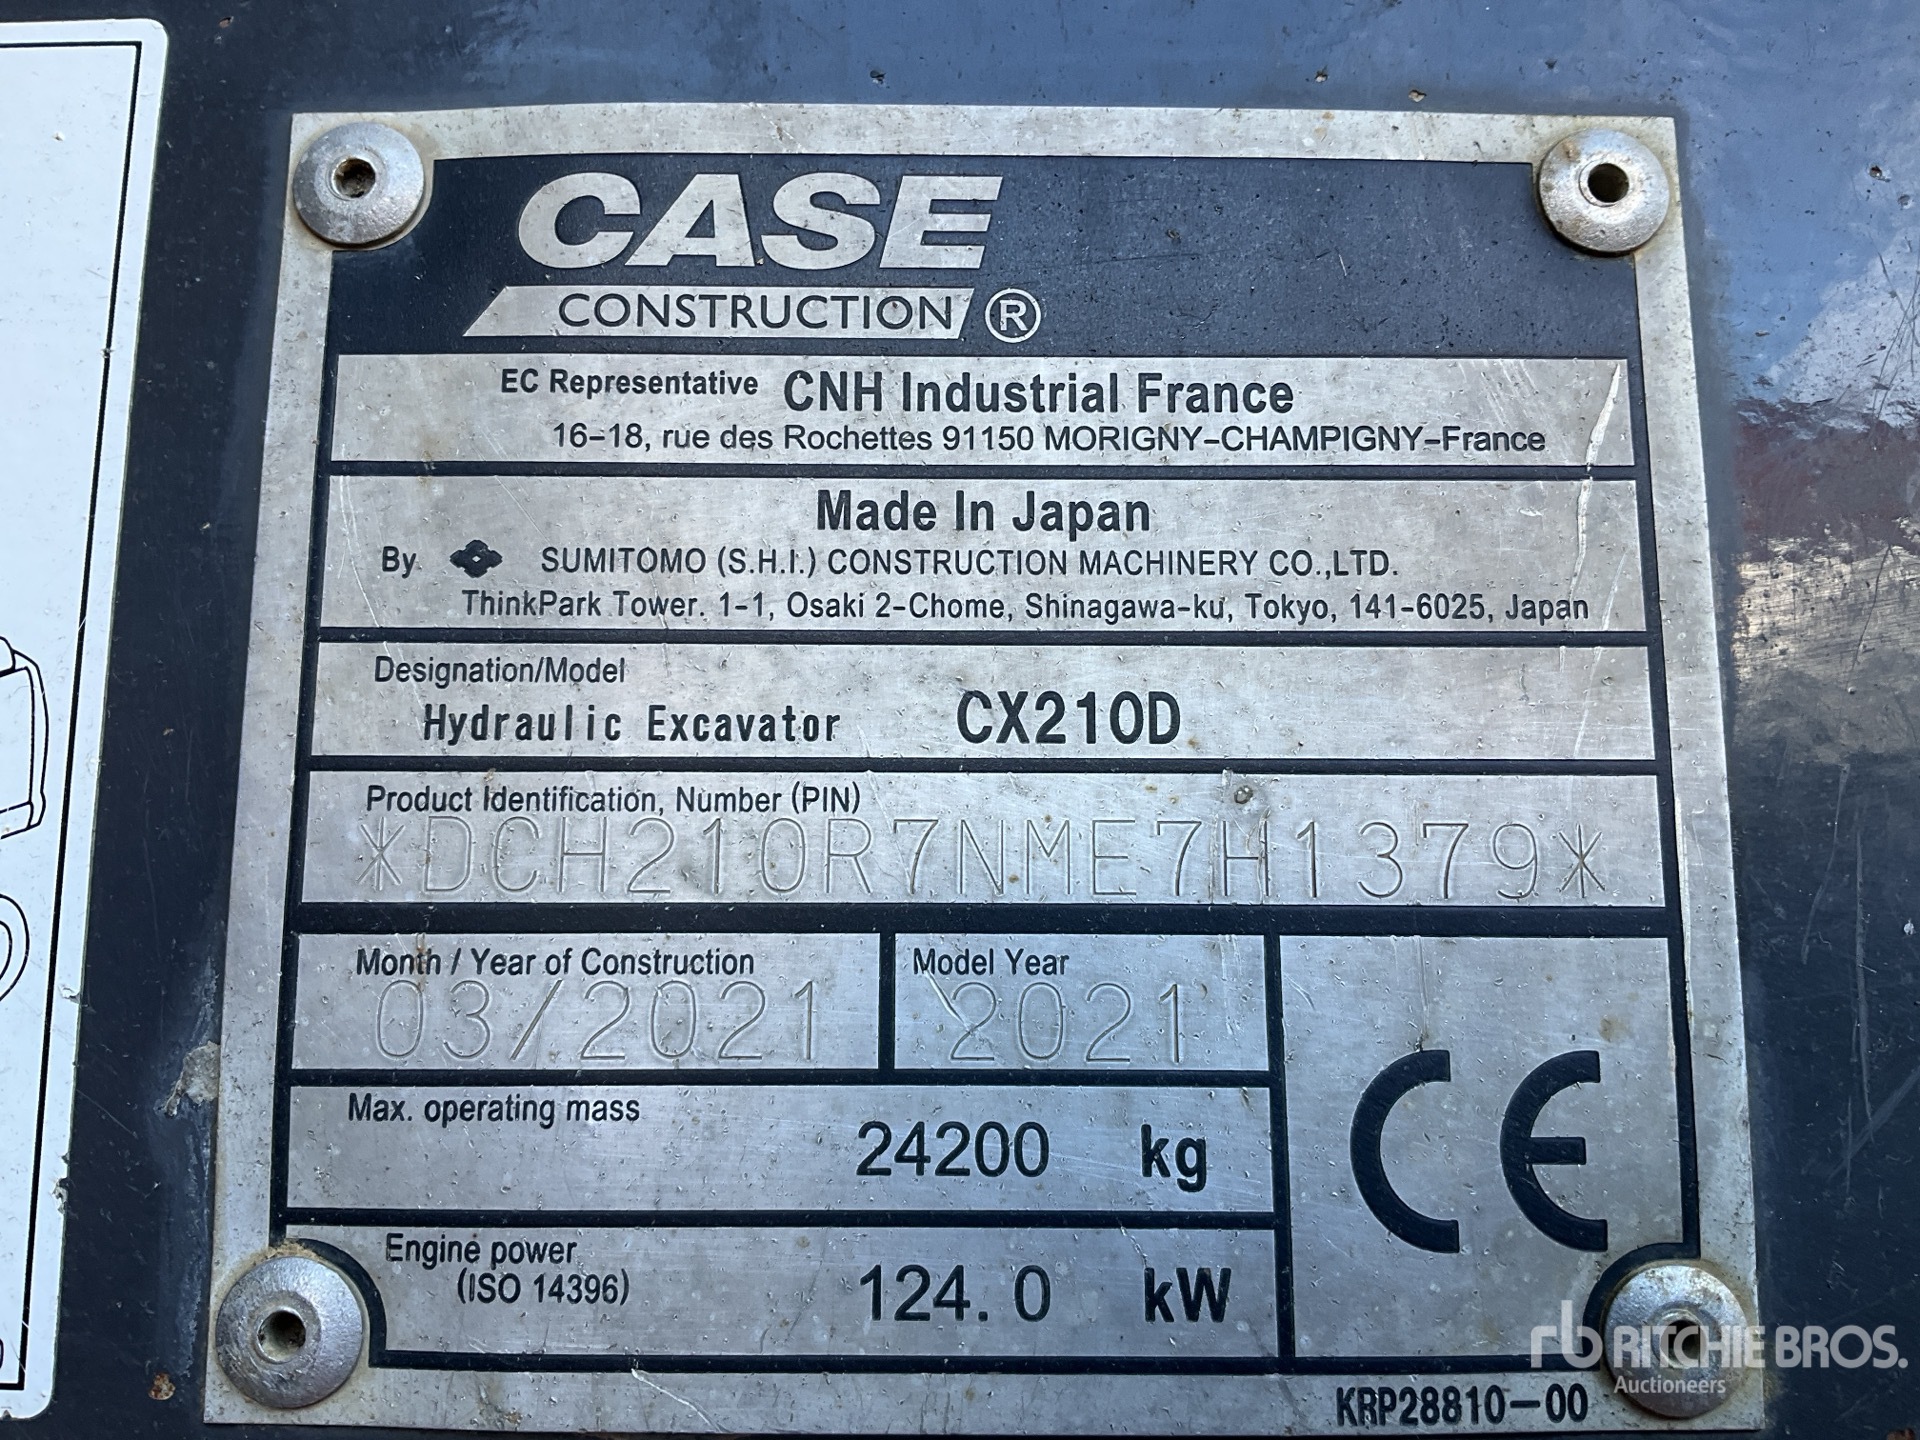 CASE
CONSTRUCTION ®
EC Representative CNH Industrial France
16-18, rue des Rochettes 91150 MORIGNY-CHAMPIGNY-France
Made In Japan
By SUMITOMO (S.H.I.) CONSTRUCTION MACHINERY CO.,LTD.
ThinkPark Tower. 1-1, Osaki 2-Chome, Shinagawa-ku, Tokyo, 141-6025, Japan
Designation/Model
Hydraulic Excavator CX210D
Product Identification, Number (PIN)
*DCH210R7NME7H1379*
Month / Year of Construction
03/2021
Model Year
2021
Max. operating mass
24200 kg
Engine power
(ISO 14396)
124.0 kW
CE
KRP28810-00
rb RITCHIE BROS.
Auctioneers